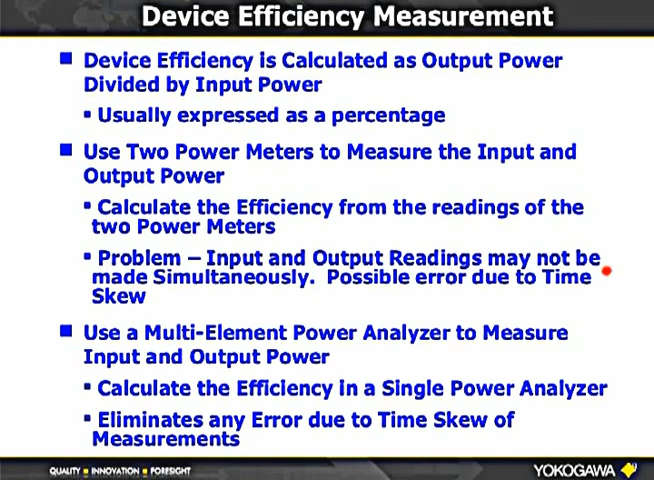 Device Efficiency Measurement
Device Efficiency is Calculated as Output Power
Divided by Input Power
Usually expressed as a percentage
Use Two Power Meters to Measure the Input and
Output Power
Calculate the Efficiency from the readings of the
two Power Meters
Problem – Input and Output Readings may not be
made Simultaneously. Possible error due to Time
Skew
Use a Multi-Element Power Analyzer to Measure
Input and Output Power
Calculate the Efficiency in a Single Power Analyzer
Eliminates any Error due to Time Skew of
Measurements
QUALITY ■ INNOVATION ■ FORESIGHT
YOKOGAWA